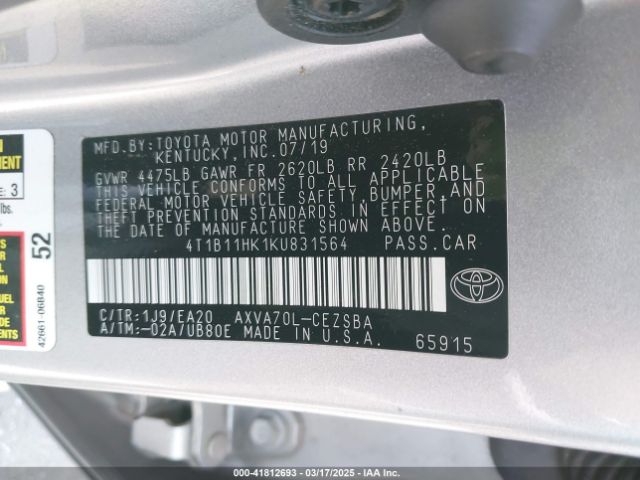 MFD.BY:TOYOTA MOTOR MANUFACTURING,
KENTUCKY, INC.07/19
GVWR 4475LB GAWR FR 2620LB RR 2420LB
THIS VEHICLE CONFORMS TO ALL APPLICABLE
FEDERAL MOTOR VEHICLE SAFETY,BUMPER,AND
THEFT PREVENTION STANDARDS IN EFFECT ON
THE DATE OF MANUFACTURE SHOWN ABOVE.
4T1B11HK1KU831564 PASS.CAR
C/TR:1J9/EA20 AXVA70L-CEZSBA
A/TM:-02A/UB80E MADE IN U.S.A.
65915
: 3
lbs.
52
42661-06B40
000-41812693 - 03/17/2025 - IAA Inc.